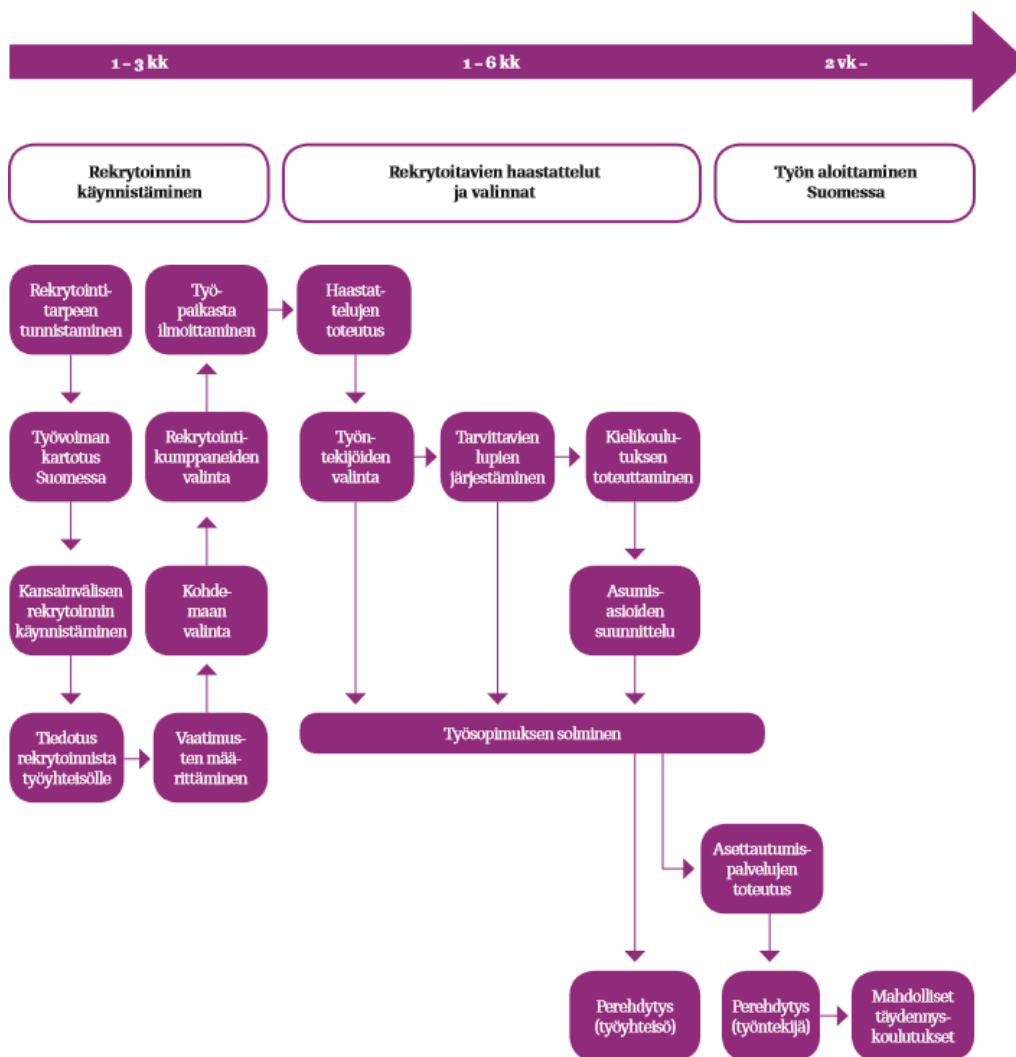 1 – 3 kk
1 – 6 kk
2 vk –
Rekrytoinnin
käynnistäminen
Rekrytoitavien haastattelut
ja valinnat
Työn aloittaminen
Suomessa
Rekrytointi-
tarpeen
tunnistaminen
Työ-
paikasta
ilmoittaminen
Haastat-
telujen
toteutus
Työvoiman
kartotus
Suomessa
Rekrytointi-
kumppaneiden
valinta
Työn-
tekijöiden
valinta
Tarvittavien
lupien
järjestäminen
Kielikoulu-
tuksen
toteuttaminen
Kansainvälisen
rekrytoinnin
käynnistäminen
Kohde-
maan
valinta
Asumis-
asioiden
suunnittelu
Tiedotus
rekrytoinnista
työyhteisölle
Vaatimus-
ten mää-
rittäminen
Työsopimuksen solminen
Asettautumis-
palvelujen
toteutus
Perehdytys
(työyhteisö)
Perehdytys
(työntekijä)
Mahdolliset
täydennys-
koulutukset